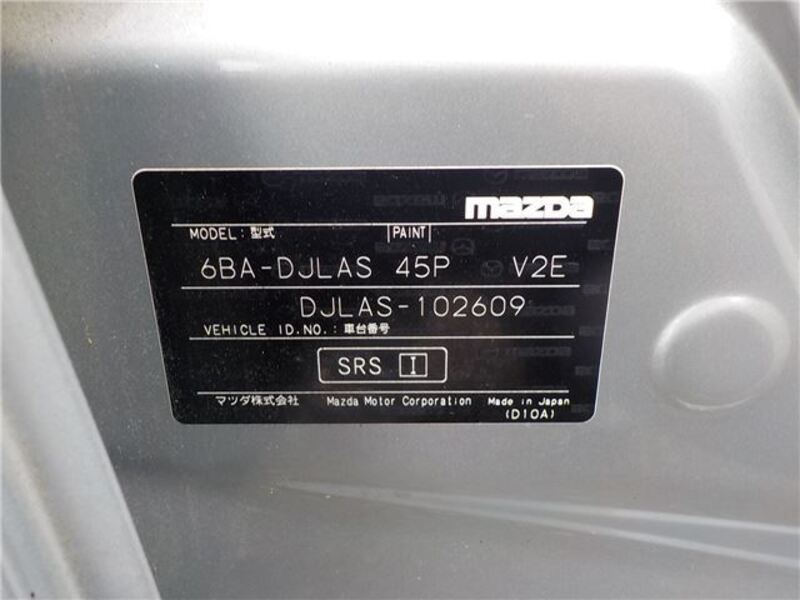 mazda
MODEL: 型式 PAINT
6BA-DJLAS 45P V2E
DJLAS-102609
VEHICLE ID.NO.: 車台番号
SRS I
マツダ株式会社 Mazda Motor Corporation Made in Japan
(D10A)